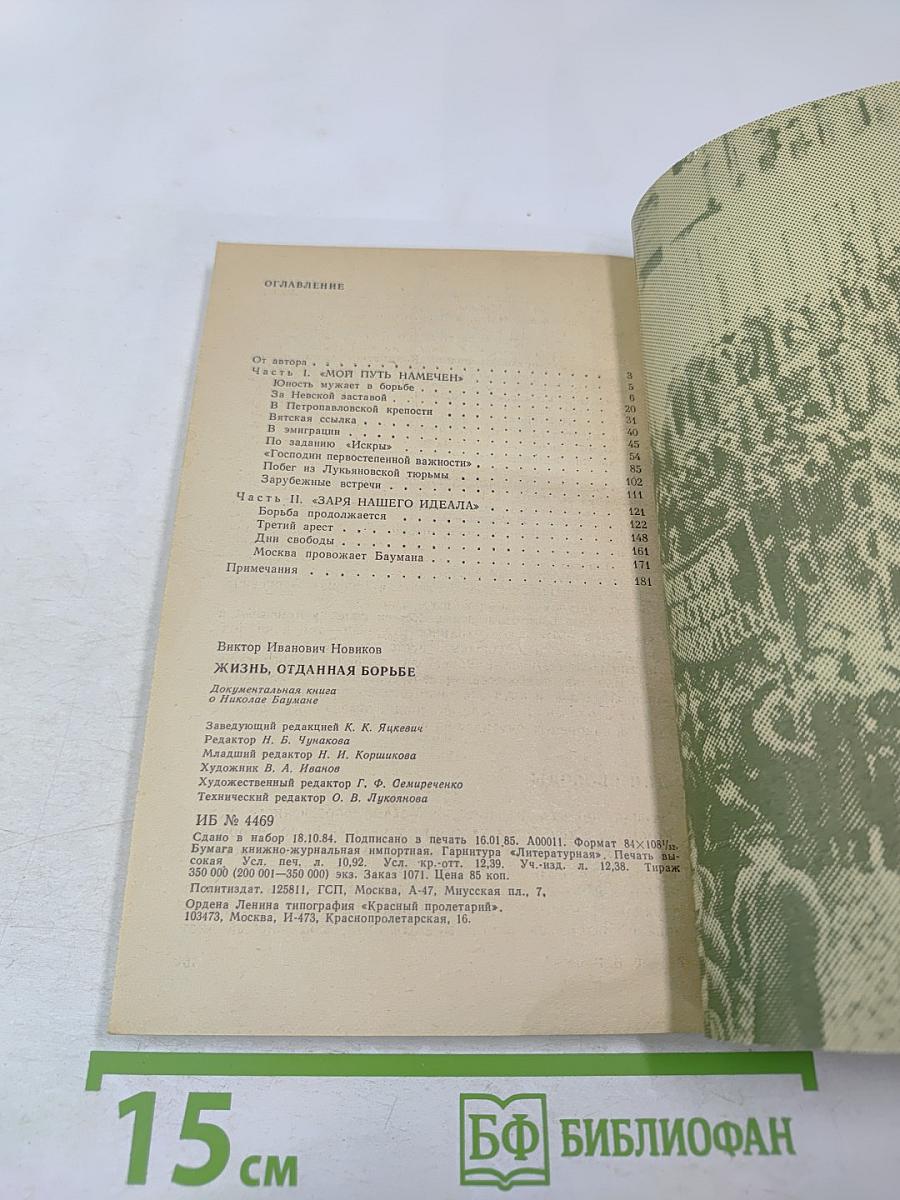 ОГЛАВЛЕНИЕ
От автора . . . . . . . . . . . . . . . . . . . . 3
Часть I. «МОЙ ПУТЬ НАМЕЧЕН» . . . . . . . . . . 5
Юность мужает в борьбе . . . . . . . . . . . . 6
За Невской заставой . . . . . . . . . . . . . . 20
В Петропавловской крепости . . . . . . . . . . 31
Вятская ссылка . . . . . . . . . . . . . . . . 40
В эмиграции . . . . . . . . . . . . . . . . . . 45
По заданию «Искры» . . . . . . . . . . . . . . 54
«Господин первостепенной важности» . . . . . . 85
Побег из Лукьяновской тюрьмы . . . . . . . . . 102
Зарубежные встречи . . . . . . . . . . . . . . 111
Часть II. «ЗАРЯ НАШЕГО ИДЕАЛА» . . . . . . . . 121
Борьба продолжается . . . . . . . . . . . . . . 122
Третий арест . . . . . . . . . . . . . . . . . 148
Дни свободы . . . . . . . . . . . . . . . . . . 161
Москва провожает Баумана . . . . . . . . . . . 171
Примечания . . . . . . . . . . . . . . . . . . 181
Виктор Иванович Новиков
ЖИЗНЬ, ОТДАННАЯ БОРЬБЕ
Документальная книга
о Николае Баумане
Заведующий редакцией К. К. Яцкевич
Редактор Н. Б. Чунакова
Младший редактор Н. И. Коршикова
Художник В. А. Иванов
Художественный редактор Г. Ф. Семиреченко
Технический редактор О. В. Лукоянова
ИБ № 4469
Сдано в набор 18.10.84. Подписано в печать 16.01.85. А00011. Формат 84×108 1/32.
Бумага книжно-журнальная импортная. Гарнитура «Литературная». Печать вы-
сокая Усл. печ. л. 10,92. Усл. кр.-отт. 12,39. Уч.-изд. л. 12,38. Тираж
350 000 (200 001—350 000) экз. Заказ 1071. Цена 85 коп.
Политиздат. 125811, ГСП, Москва, А-47, Миусская пл., 7.
Ордена Ленина типография «Красный пролетарий».
103473, Москва, И-473, Краснопролетарская, 16.
15 см
БФ БИБЛИОФАН